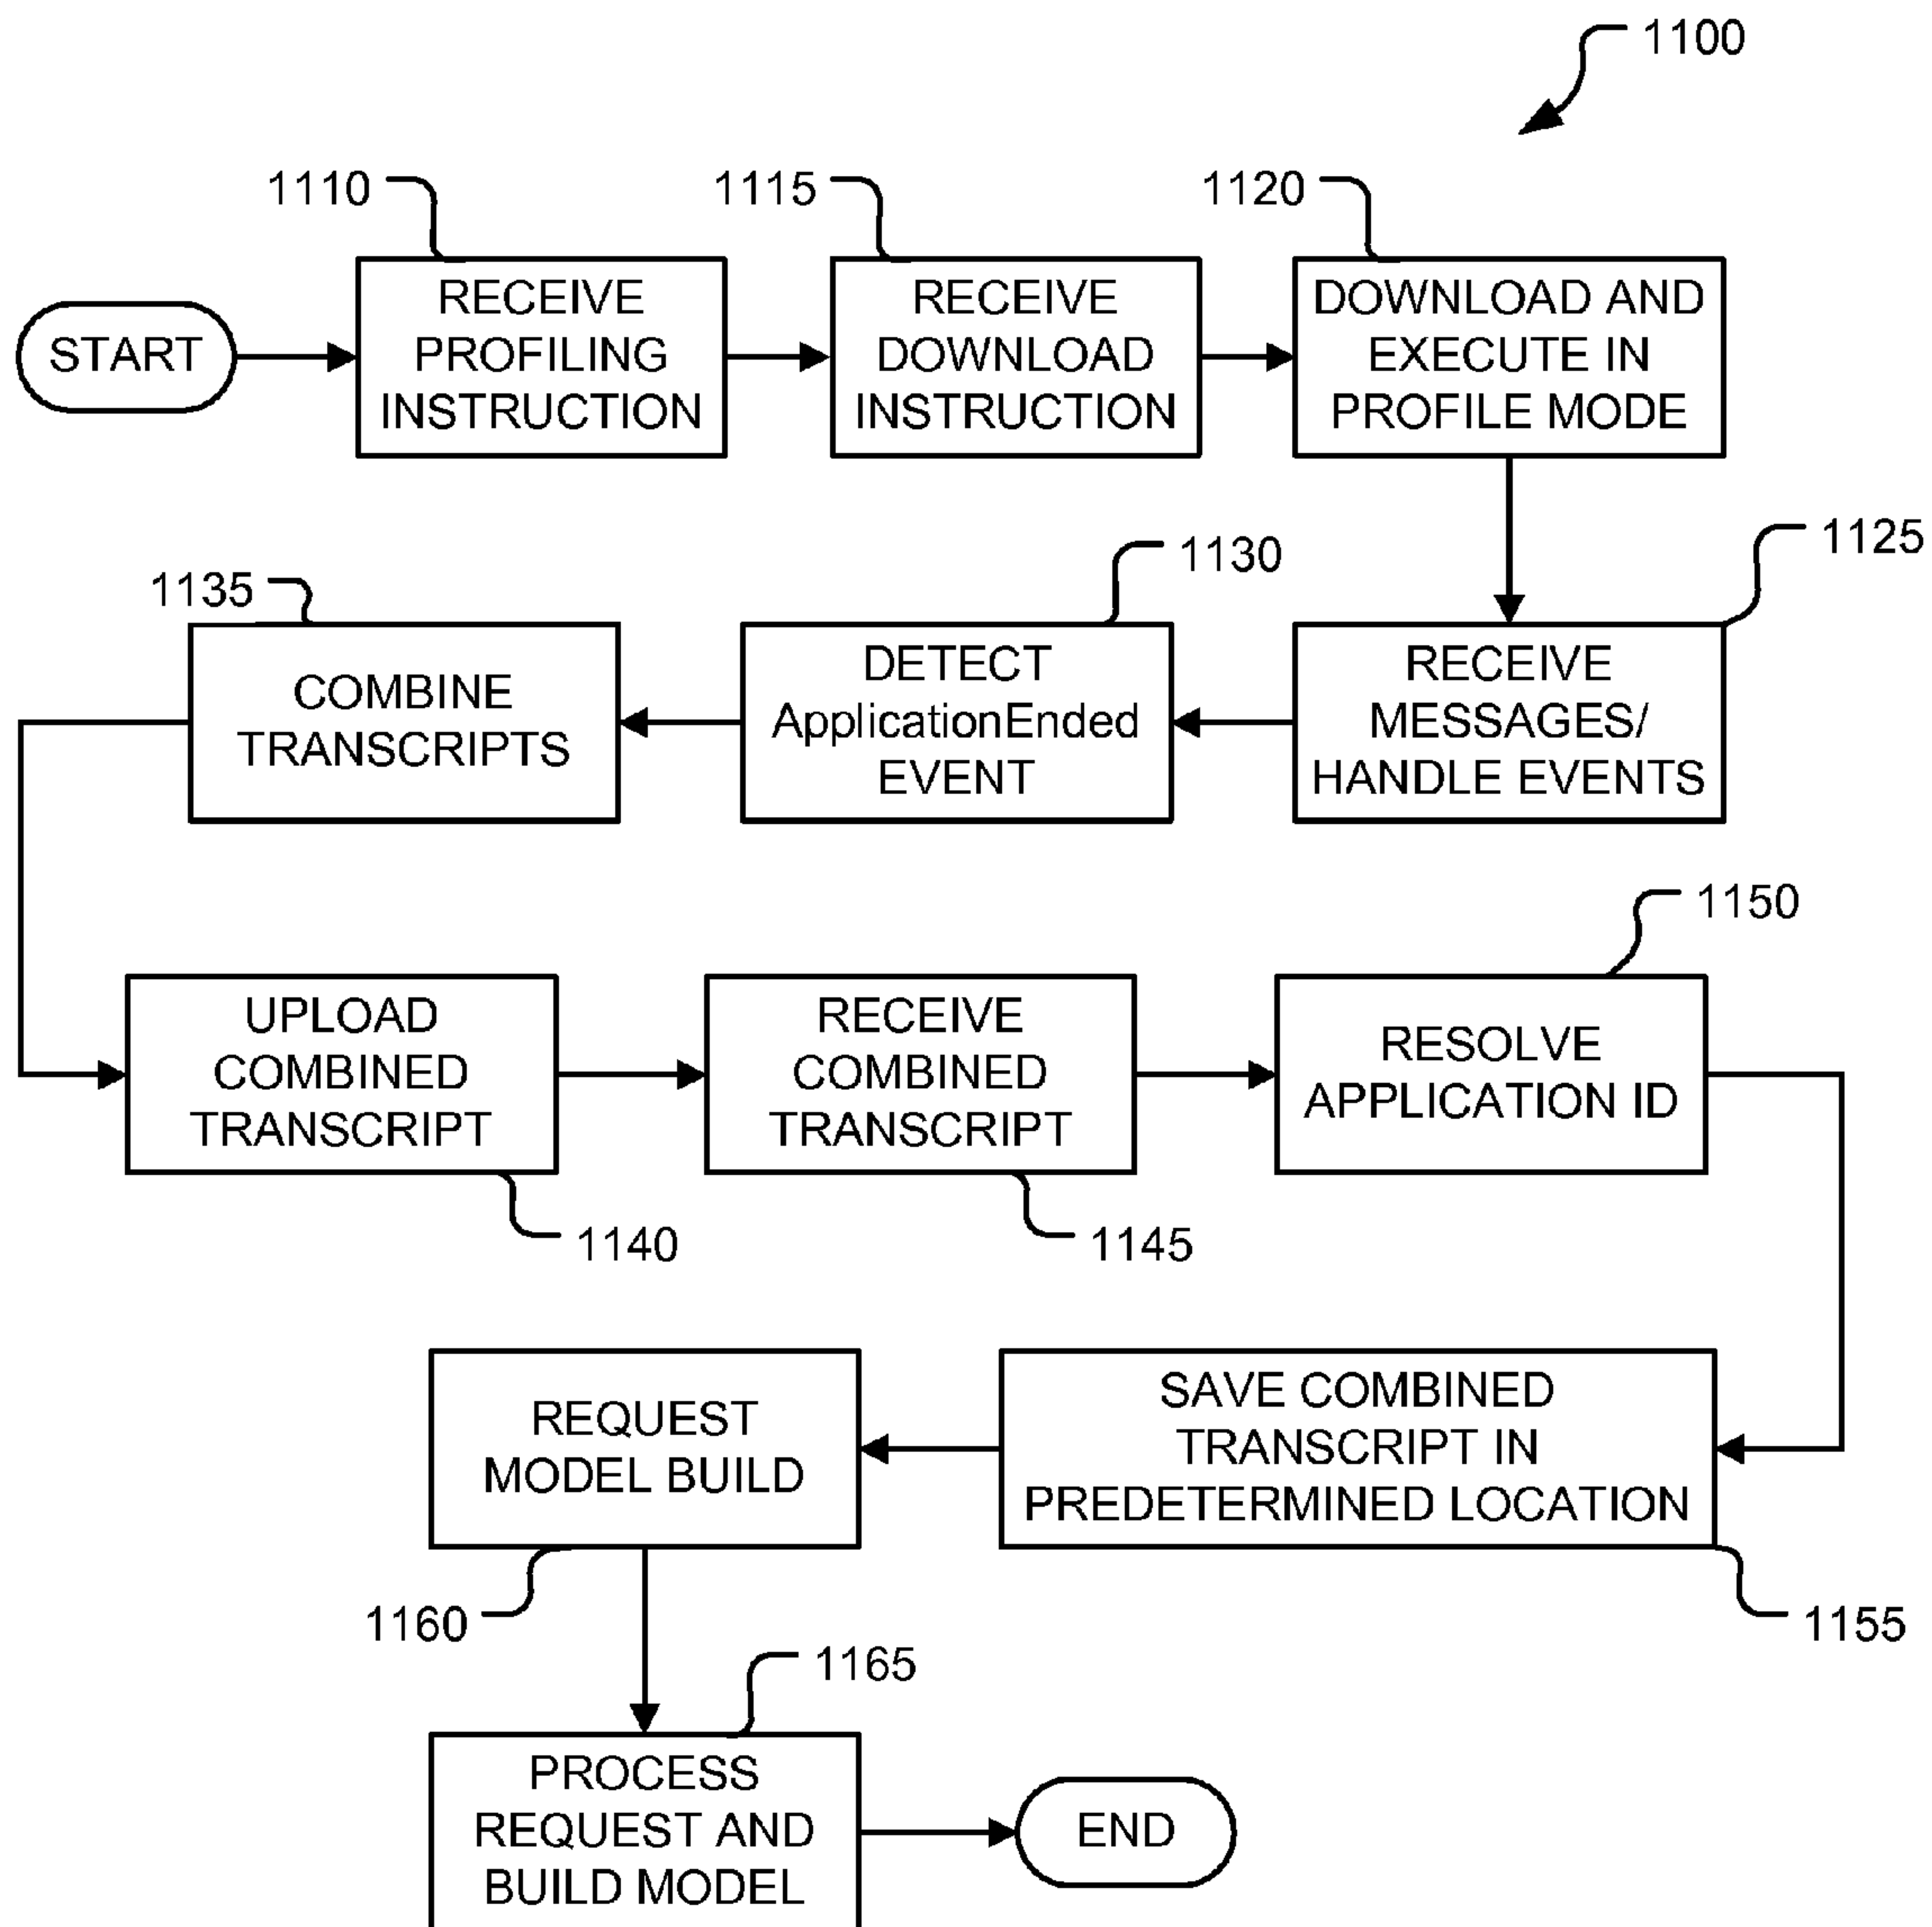 1100
1110
1115
1120
START
RECEIVE
PROFILING
INSTRUCTION
RECEIVE
DOWNLOAD
INSTRUCTION
DOWNLOAD AND
EXECUTE IN
PROFILE MODE
1125
1130
1135
RECEIVE
MESSAGES/
HANDLE EVENTS
DETECT
ApplicationEnded
EVENT
COMBINE
TRANSCRIPTS
1150
UPLOAD
COMBINED
TRANSCRIPT
RECEIVE
COMBINED
TRANSCRIPT
RESOLVE
APPLICATION ID
1140
1145
SAVE COMBINED
TRANSCRIPT IN
PREDETERMINED LOCATION
REQUEST
MODEL BUILD
1160
1155
1165
PROCESS
REQUEST AND
BUILD MODEL
END